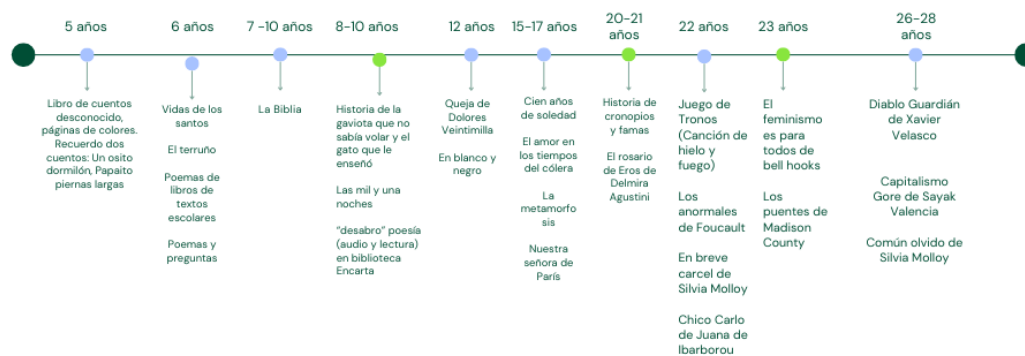 5 años
Libro de cuentos
desconocido,
páginas de colores.
Recuerdo dos
cuentos: Un osito
dormilón, Papaito
piernas largas
6 años
Vidas de los
santos
El terruño
Poemas de
libros de
textos
escolares
Poemas y
preguntas
7 -10 años
La Biblia
8-10 años
Historia de la
gaviota que no
sabía volar y el
gato que le
enseñó
Las mil y una
noches
"desabro" poesía
(audio y lectura)
en biblioteca
Encarta
12 años
Queja de
Dolores
Veintimilla
En blanco y
negro
15-17 años
Cien años
de soledad
El amor en
los tiempos
del cólera
La
metamorfo
sis
Nuestra
señora de
París
20-21
años
Historia de
cronopios
y famas
El rosario
de Eros de
Delmira
Agustini
22 años
Juego de
Tronos
(Canción de
hielo y
fuego)
Los
anormales
de Foucault
En breve
carcel de
Silvia Molloy
Chico Carlo
de Juana de
Ibarborou
23 años
El
feminismo
es para
todos de
bell hooks
Los
puentes de
Madison
County
26-28
años
Diablo Guardián
de Xavier
Velasco
Capitalismo
Gore de Sayak
Valencia
Común olvido de
Silvia Molloy